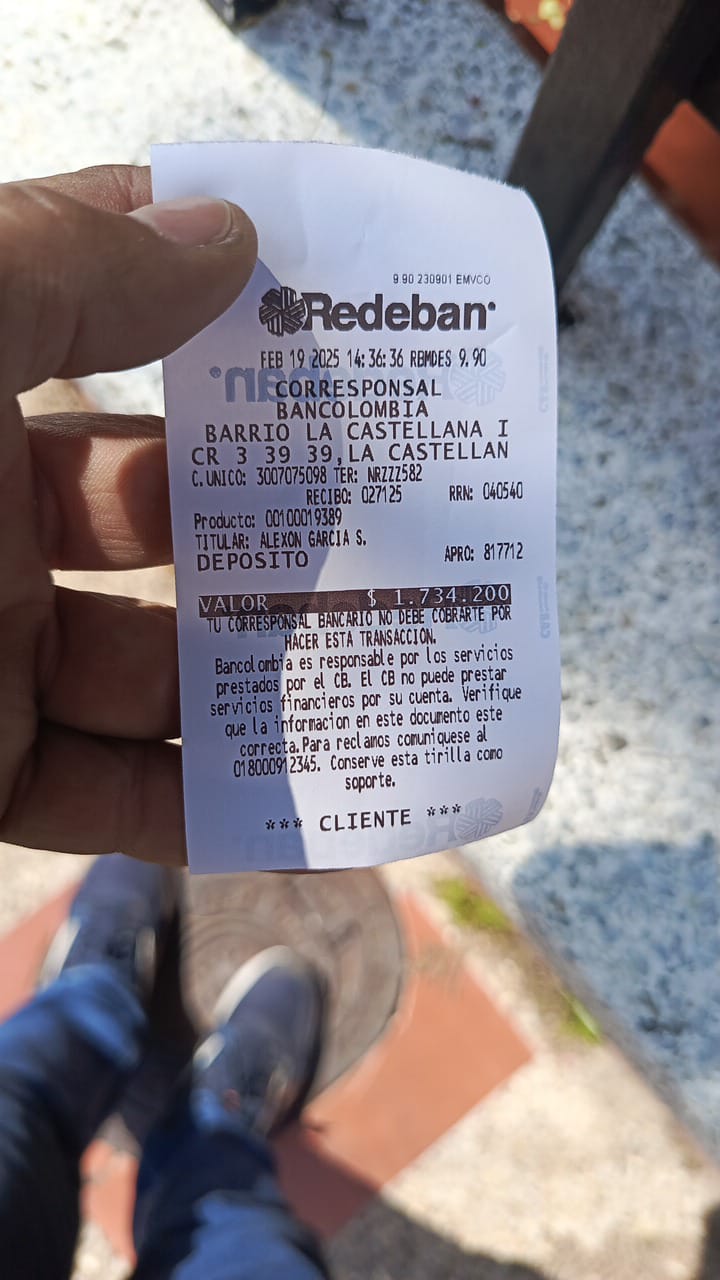 9.90 230901 EMVCO
Redeban
FEB 19 2025 14:36:36 RBMDES 9.90
CORRESPONSAL
BANCOLOMBIA
BARRIO LA CASTELLANA I
CR 3 39 39,LA CASTELLAN
C.UNICO: 3007075098 TER: NRZZZ582
RECIBO: 027125 RRN: 040540
Producto: 00100019389
TITULAR: ALEXON GARCIA S.
DEPOSITO APRO: 817712
VALOR $ 1.734.200
TU CORRESPONSAL BANCARIO NO DEBE COBRARTE POR
HACER ESTA TRANSACCIÓN.
Bancolombia es responsable por los servicios
prestados por el CB. El CB no puede prestar
servicios financieros por su cuenta. Verifique
que la informacion en este documento este
correcta.Para reclamos comuniquese al
018000912345. Conserve esta tirilla como
soporte.
*** CLIENTE ***